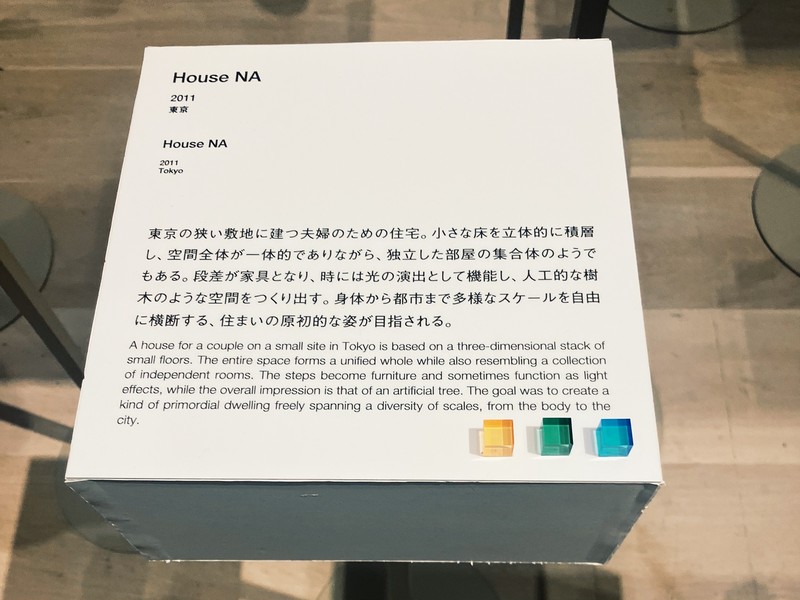 House NA
2011
東京
House NA
2011
Tokyo
東京の狭い敷地に建つ夫婦のための住宅。小さな床を立体的に積層
し、空間全体が一体的でありながら、独立した部屋の集合体のようで
もある。段差が家具となり、時には光の演出として機能し、人工的な樹
木のような空間をつくり出す。身体から都市まで多様なスケールを自由
に横断する、住まいの原初的な姿が目指される。
A house for a couple on a small site in Tokyo is based on a three-dimensional stack of
small floors. The entire space forms a unified whole while also resembling a collection
of independent rooms. The steps become furniture and sometimes function as light
effects, while the overall impression is that of an artificial tree. The goal was to create a
kind of primordial dwelling freely spanning a diversity of scales, from the body to the
city.